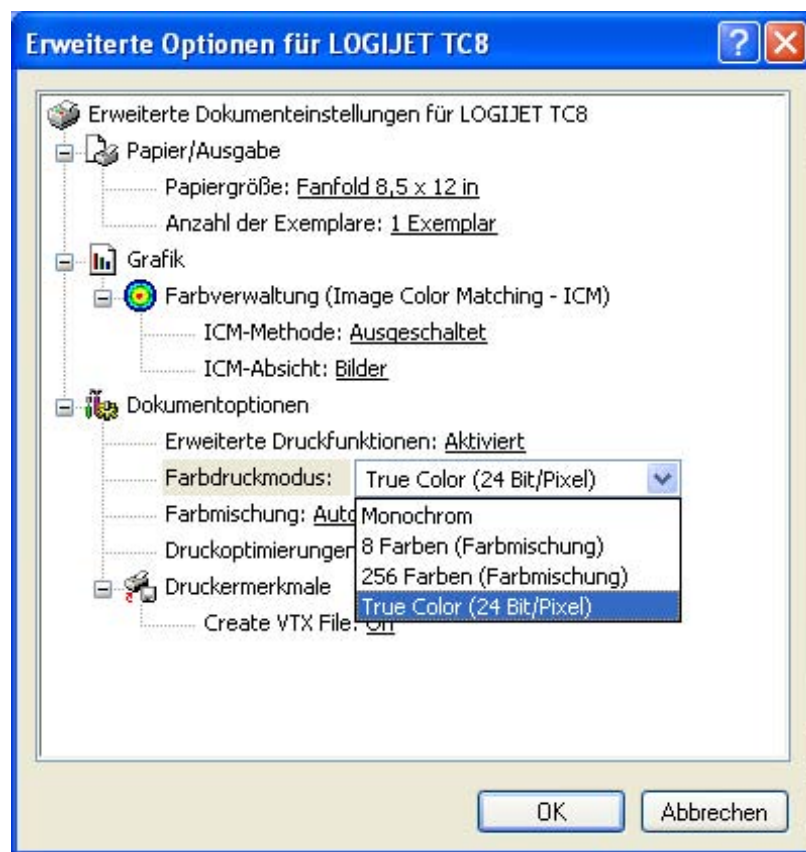 Erweiterte Optionen für LOGIJET TC8
Erweiterte Dokumenteinstellungen für LOGIJET TC8
Papier/Ausgabe
Papiergröße: Fanfold 8,5 x 12 in
Anzahl der Exemplare: 1 Exemplar
Grafik
Farbverwaltung (Image Color Matching - ICM)
ICM-Methode: Ausgeschaltet
ICM-Absicht: Bilder
Dokumentoptionen
Erweiterte Druckfunktionen: Aktiviert
Farbdruckmodus: True Color (24 Bit/Pixel)
Farbmischung:
Monochrom
Druckoptimierungen
8 Farben (Farbmischung)
256 Farben (Farbmischung)
Druckermerkmale
True Color (24 Bit/Pixel)
Create VTX File: On
OK Abbrechen